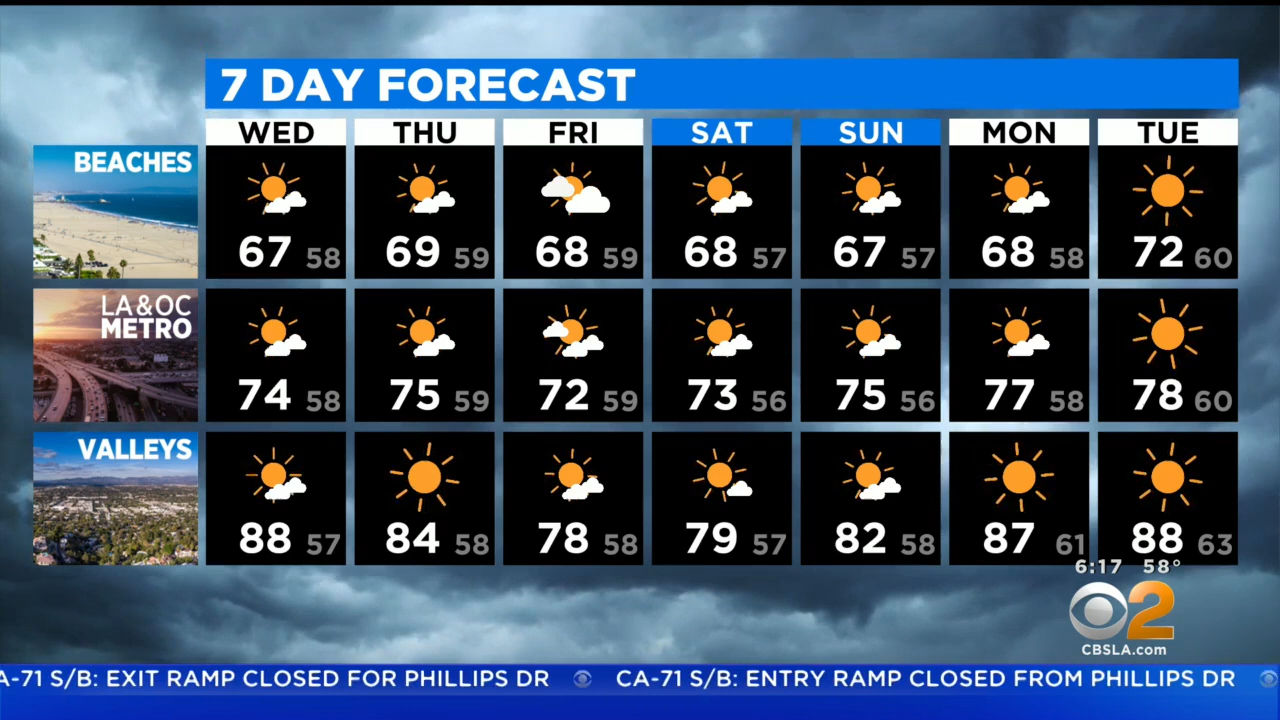 7 DAY FORECAST
WED THU FRI SAT SUN MON TUE
BEACHES
67 58 69 59 68 59 68 57 67 57 68 58 72 60
LA&OC
METRO
74 58 75 59 72 59 73 56 75 56 77 58 78 60
VALLEYS
88 57 84 58 78 58 79 57 82 58 87 61 88 63
6:17 58°
2
CBSLA.com
A-71 S/B: EXIT RAMP CLOSED FOR PHILLIPS DR CA-71 S/B: ENTRY RAMP CLOSED FROM PHILLIPS DR